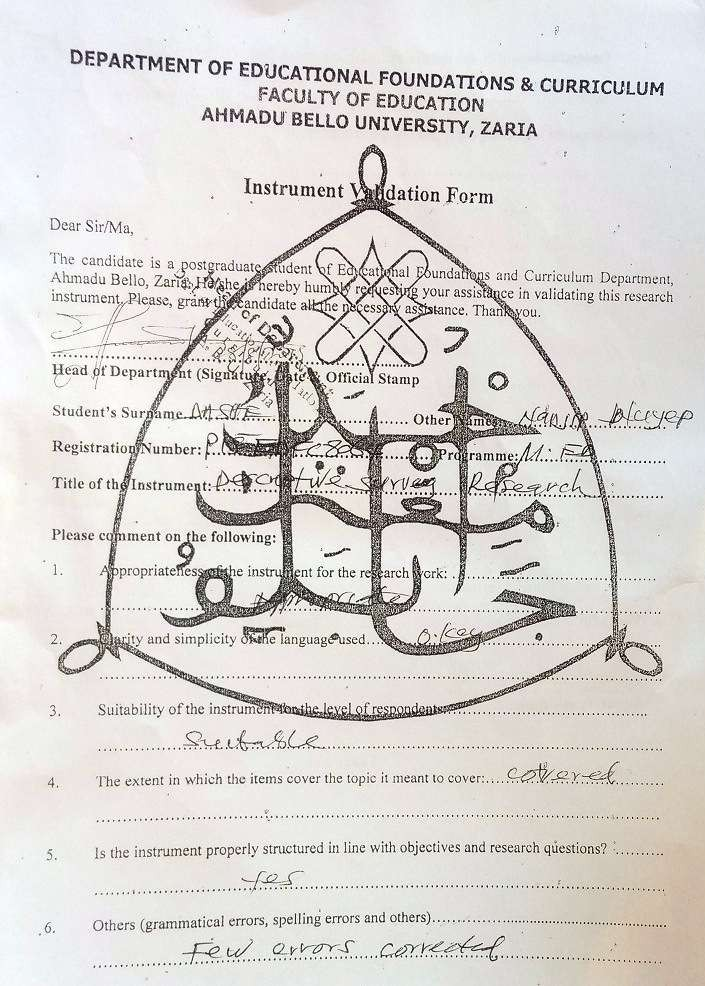 DEPARTMENT OF EDUCATIONAL FOUNDATIONS & CURRICULUM
FACULTY OF EDUCATION
AHMADU BELLO UNIVERSITY, ZARIA
Instrument Validation Form
Dear Sir/Ma,
The candidate is a postgraduate student of Educational Foundations and Curriculum Department,
Ahmadu Bello, Zaria. He/she is hereby humbly requesting your assistance in validating this research
instrument. Please, grant the candidate all the necessary assistance. Thank you.
Head of Department (Signature, Date & Official Stamp
Student's Surname Other Names:
Registration Number: Programme: M. ED
Title of the Instrument: Descriptive Survey Research
Please comment on the following:
1. Appropriateness of the instrument for the research work:
Appropriate
2. Clarity and simplicity of the language used... O.key
3. Suitability of the instrument for the level of respondents:
Suitable
4. The extent in which the items cover the topic it meant to cover:... covered
5. Is the instrument properly structured in line with objectives and research questions?
Yes
6. Others (grammatical errors, spelling errors and others)
Few errors corrected